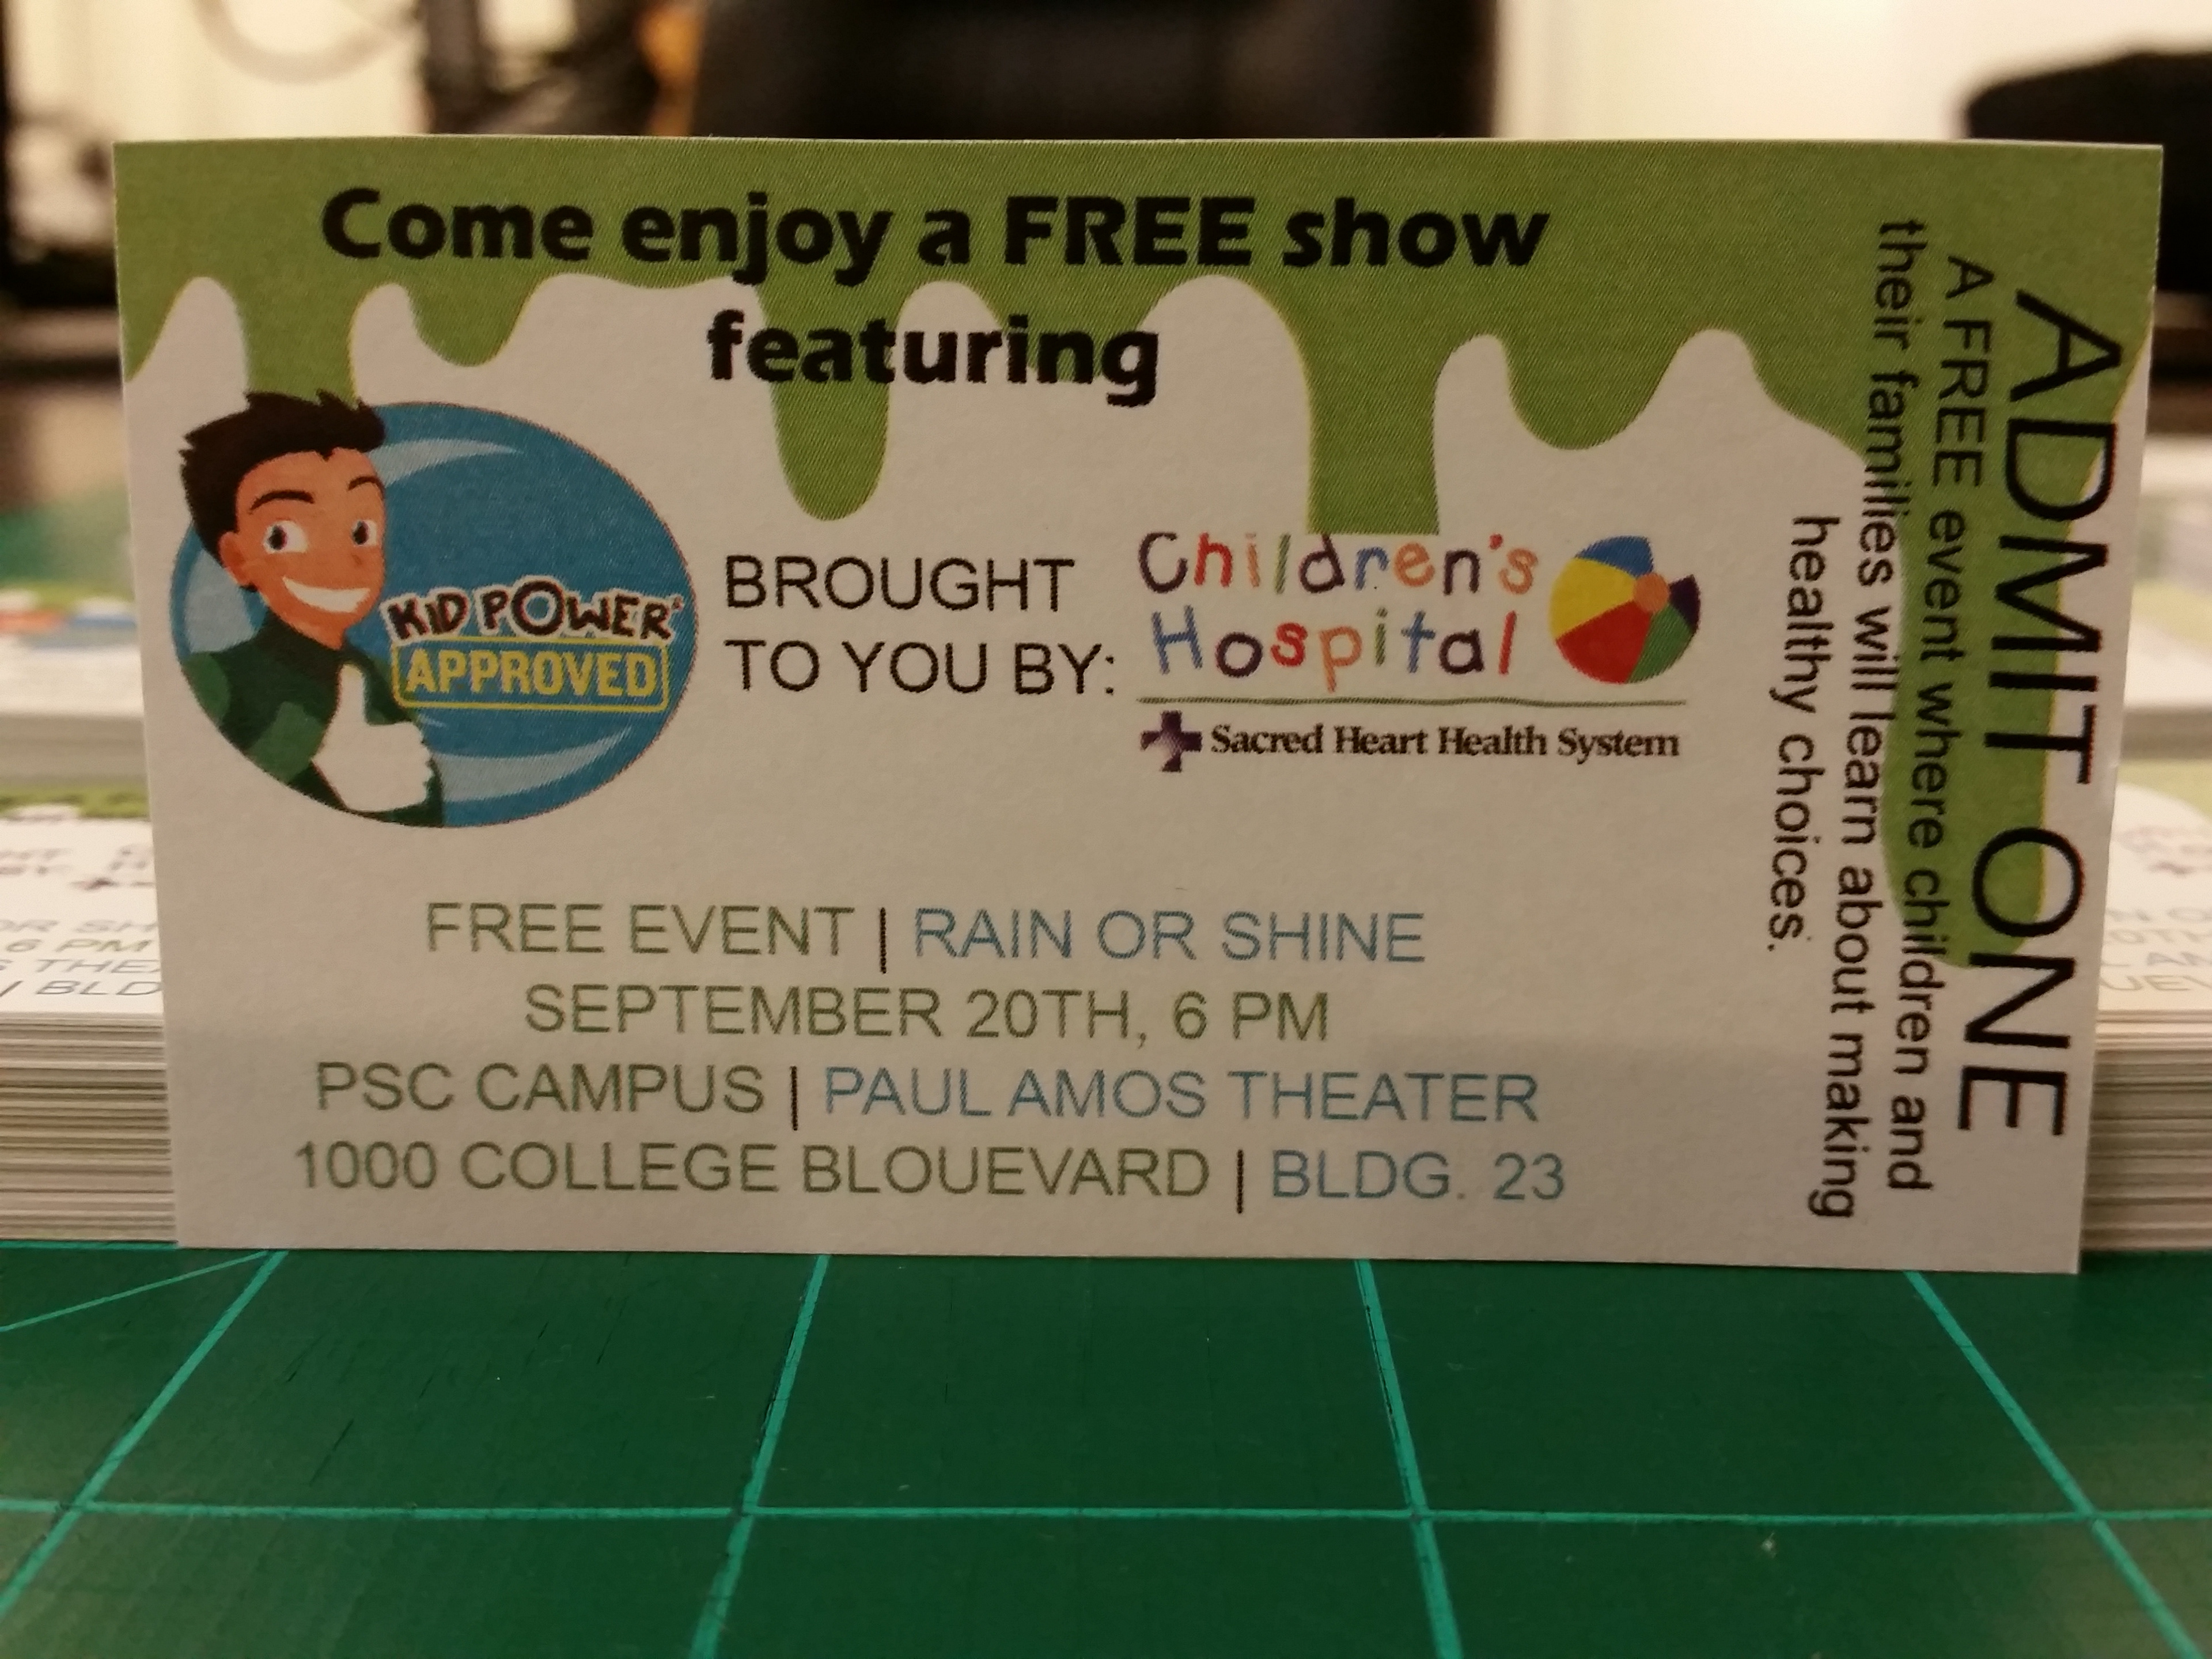 Come enjoy a FREE show
featuring
KID POWER®
APPROVED
BROUGHT
TO YOU BY:
Children's
Hospital
Sacred Heart Health System
FREE EVENT | RAIN OR SHINE
SEPTEMBER 20TH, 6 PM
PSC CAMPUS | PAUL AMOS THEATER
1000 COLLEGE BLOUEVARD | BLDG. 23
ADMIT ONE
A FREE event where children and
their families will learn about making
healthy choices.